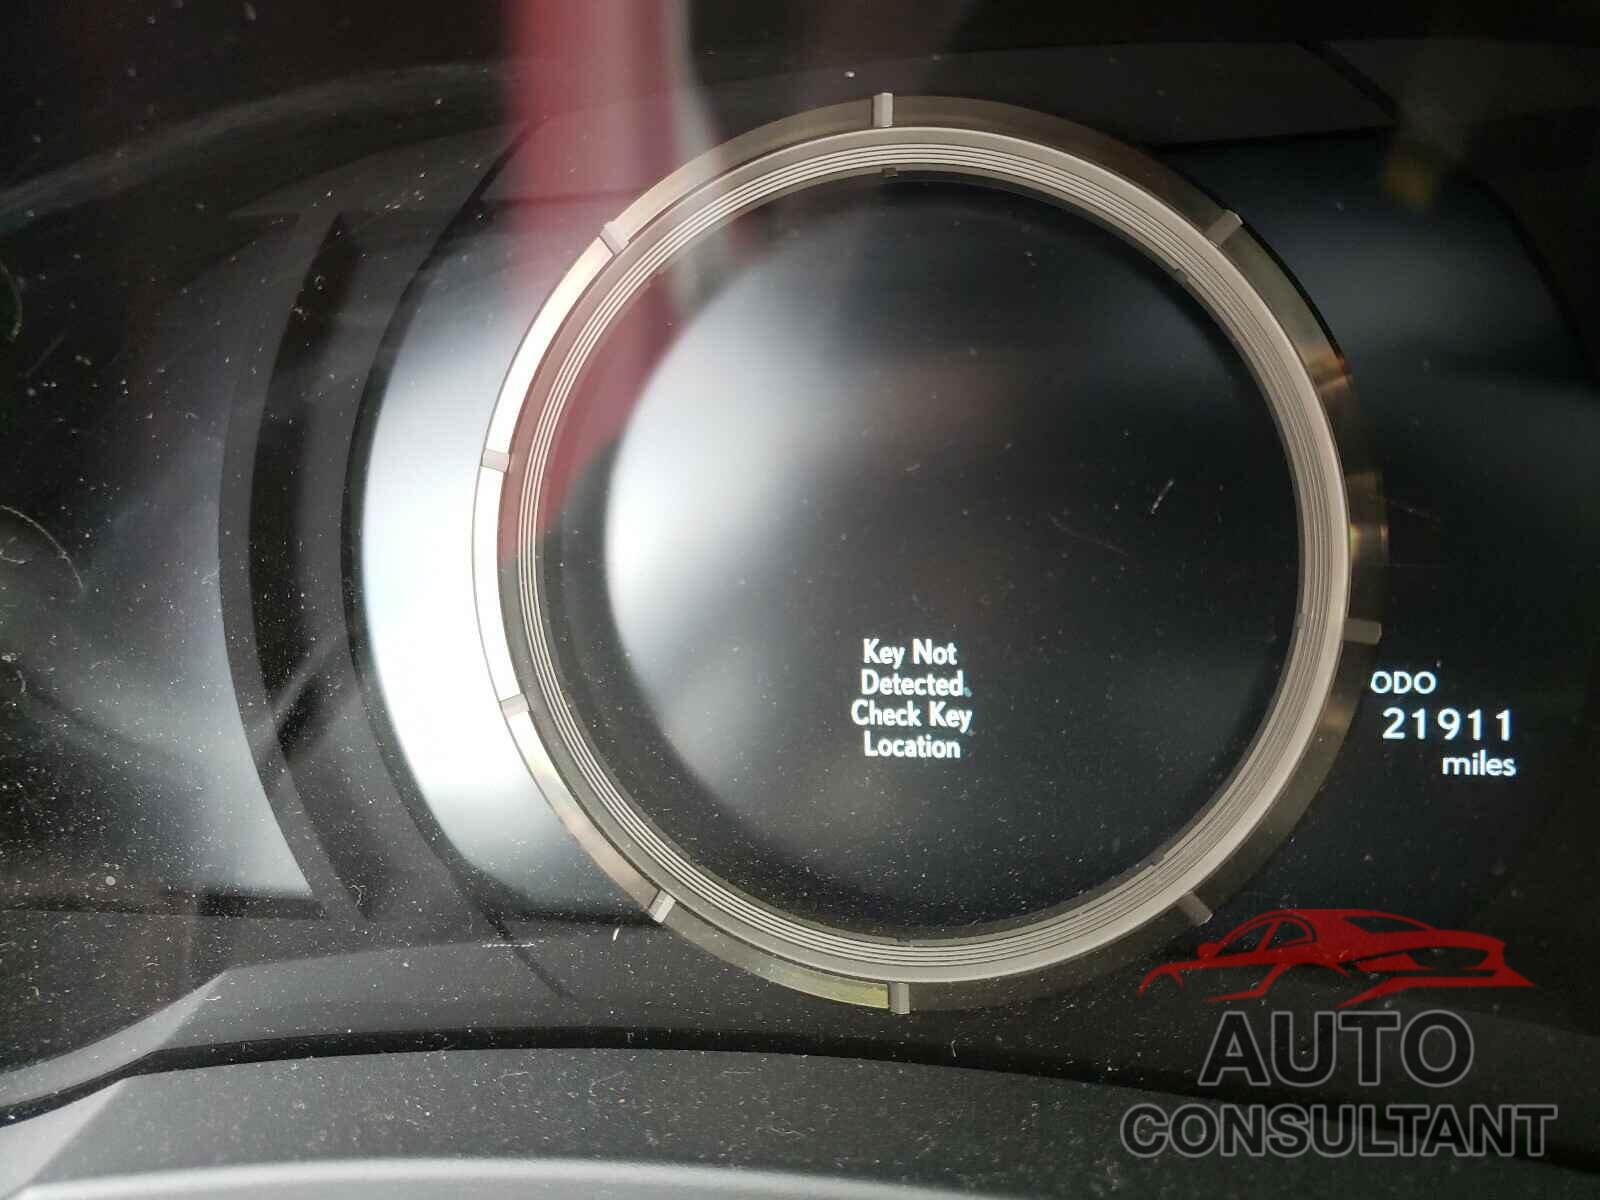 Key Not
Detected
Check Key
Location
ODO
21911
miles
AUTO
CONSULTANT